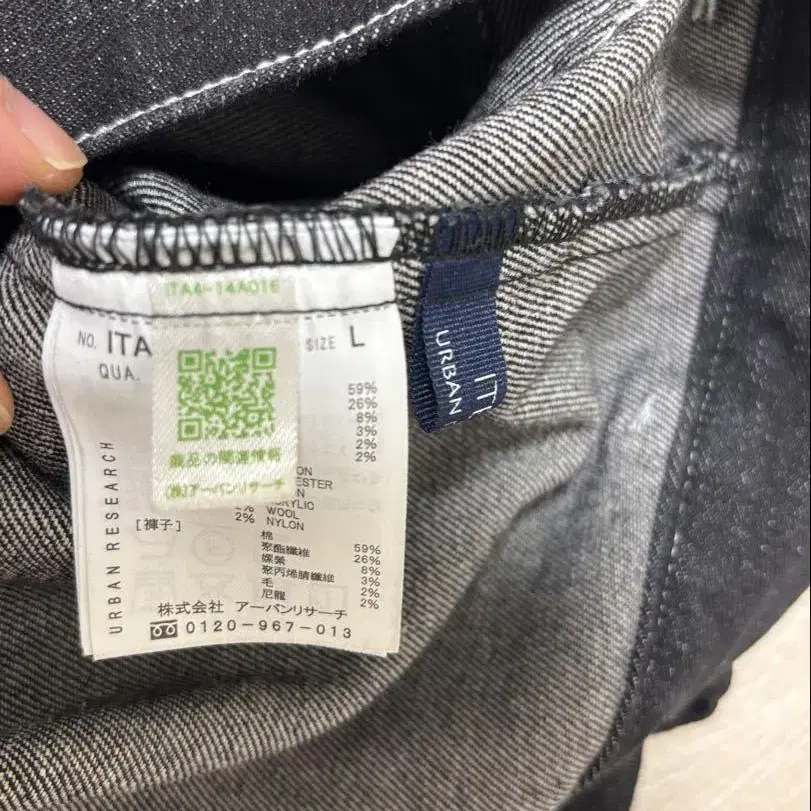 ITA4-14A016
NO. ITA
SIZE L
QUA.
59%
26%
8%
3%
2%
2%
商品の関連情報
(株)アーバンリサーチ
ON
ESTER
ON
CRYLIC
WOOL
2% NYLON
[褲子]
棉 59%
聚酯纖維 26%
嫘縈 8%
聚丙烯腈纖維 3%
毛 2%
尼龍 2%
株式会社 アーバンリサーチ
0120-967-013
URBAN RESEARCH
IT
URBAN